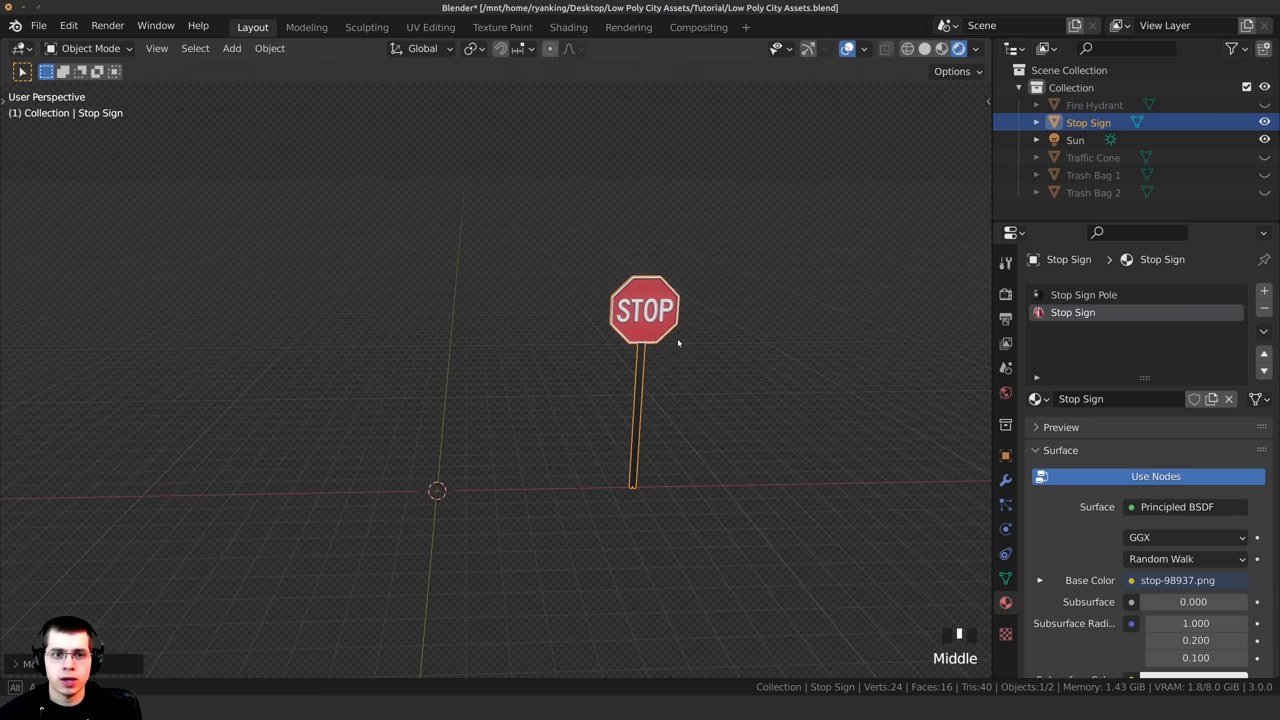 Blender* [/mnt/home/ryanking/Desktop/Low Poly City Assets/Tutorial/Low Poly City Assets.blend]
File Edit Render Window Help Layout Modeling Sculpting UV Editing Texture Paint Shading Animation Rendering Compositing + Scene View Layer
Object Mode View Select Add Object Global
Options
User Perspective
(1) Collection | Stop Sign
Scene Collection
Collection
Fire Hydrant
Stop Sign
Sun
Traffic Cone
Trash Bag 1
Trash Bag 2
Stop Sign > Stop Sign
Stop Sign Pole
Stop Sign
Stop Sign
Preview
Surface
Use Nodes
Surface Principled BSDF
GGX
Random Walk
Base Color stop-98937.png
Subsurface 0.000
Subsurface Radi... 1.000
0.200
0.100
STOP
Middle
Alt
Collection | Stop Sign | Verts:24 | Faces:16 | Tris:40 | Objects:1/2 | Memory: 1.43 GiB | VRAM: 1.8/8.0 GiB | 3.0.0